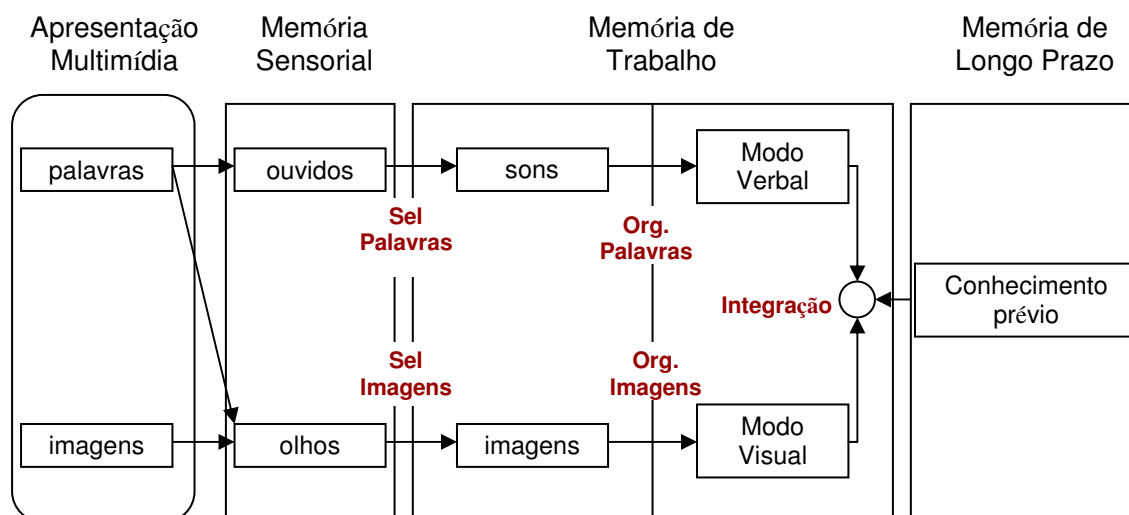 Apresentação
Multimídia
Memória
Sensorial
Memória de
Trabalho
Memória de
Longo Prazo
palavras
ouvidos
sons
Modo
Verbal
Sel
Palavras
Org.
Palavras
Integração
Conhecimento
prévio
Sel
Imagens
Org.
Imagens
imagens
olhos
imagens
Modo
Visual